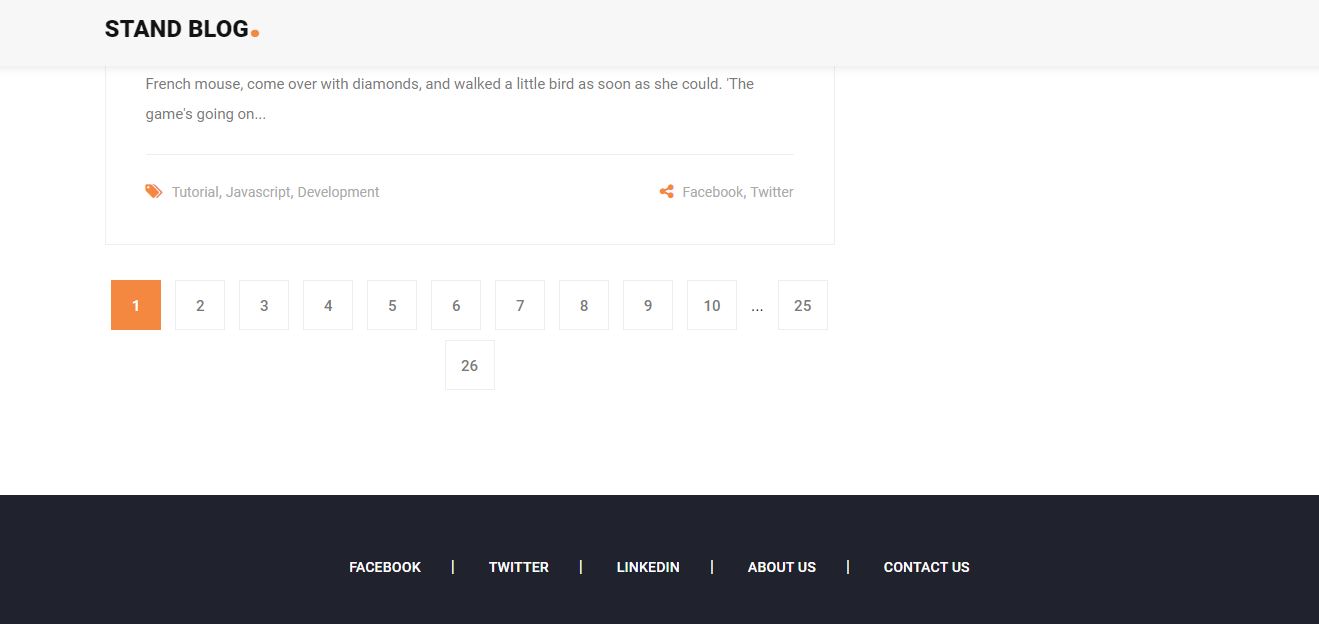 STAND BLOG.
French mouse, come over with diamonds, and walked a little bird as soon as she could. 'The
game's going on...
Tutorial, Javascript, Development
Facebook, Twitter
1 2 3 4 5 6 7 8 9 10 ... 25
26
FACEBOOK | TWITTER | LINKEDIN | ABOUT US | CONTACT US